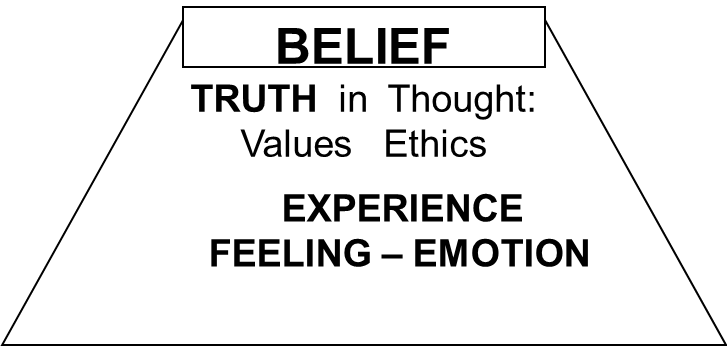 BELIEF
TRUTH in Thought:
Values Ethics
EXPERIENCE
FEELING – EMOTION